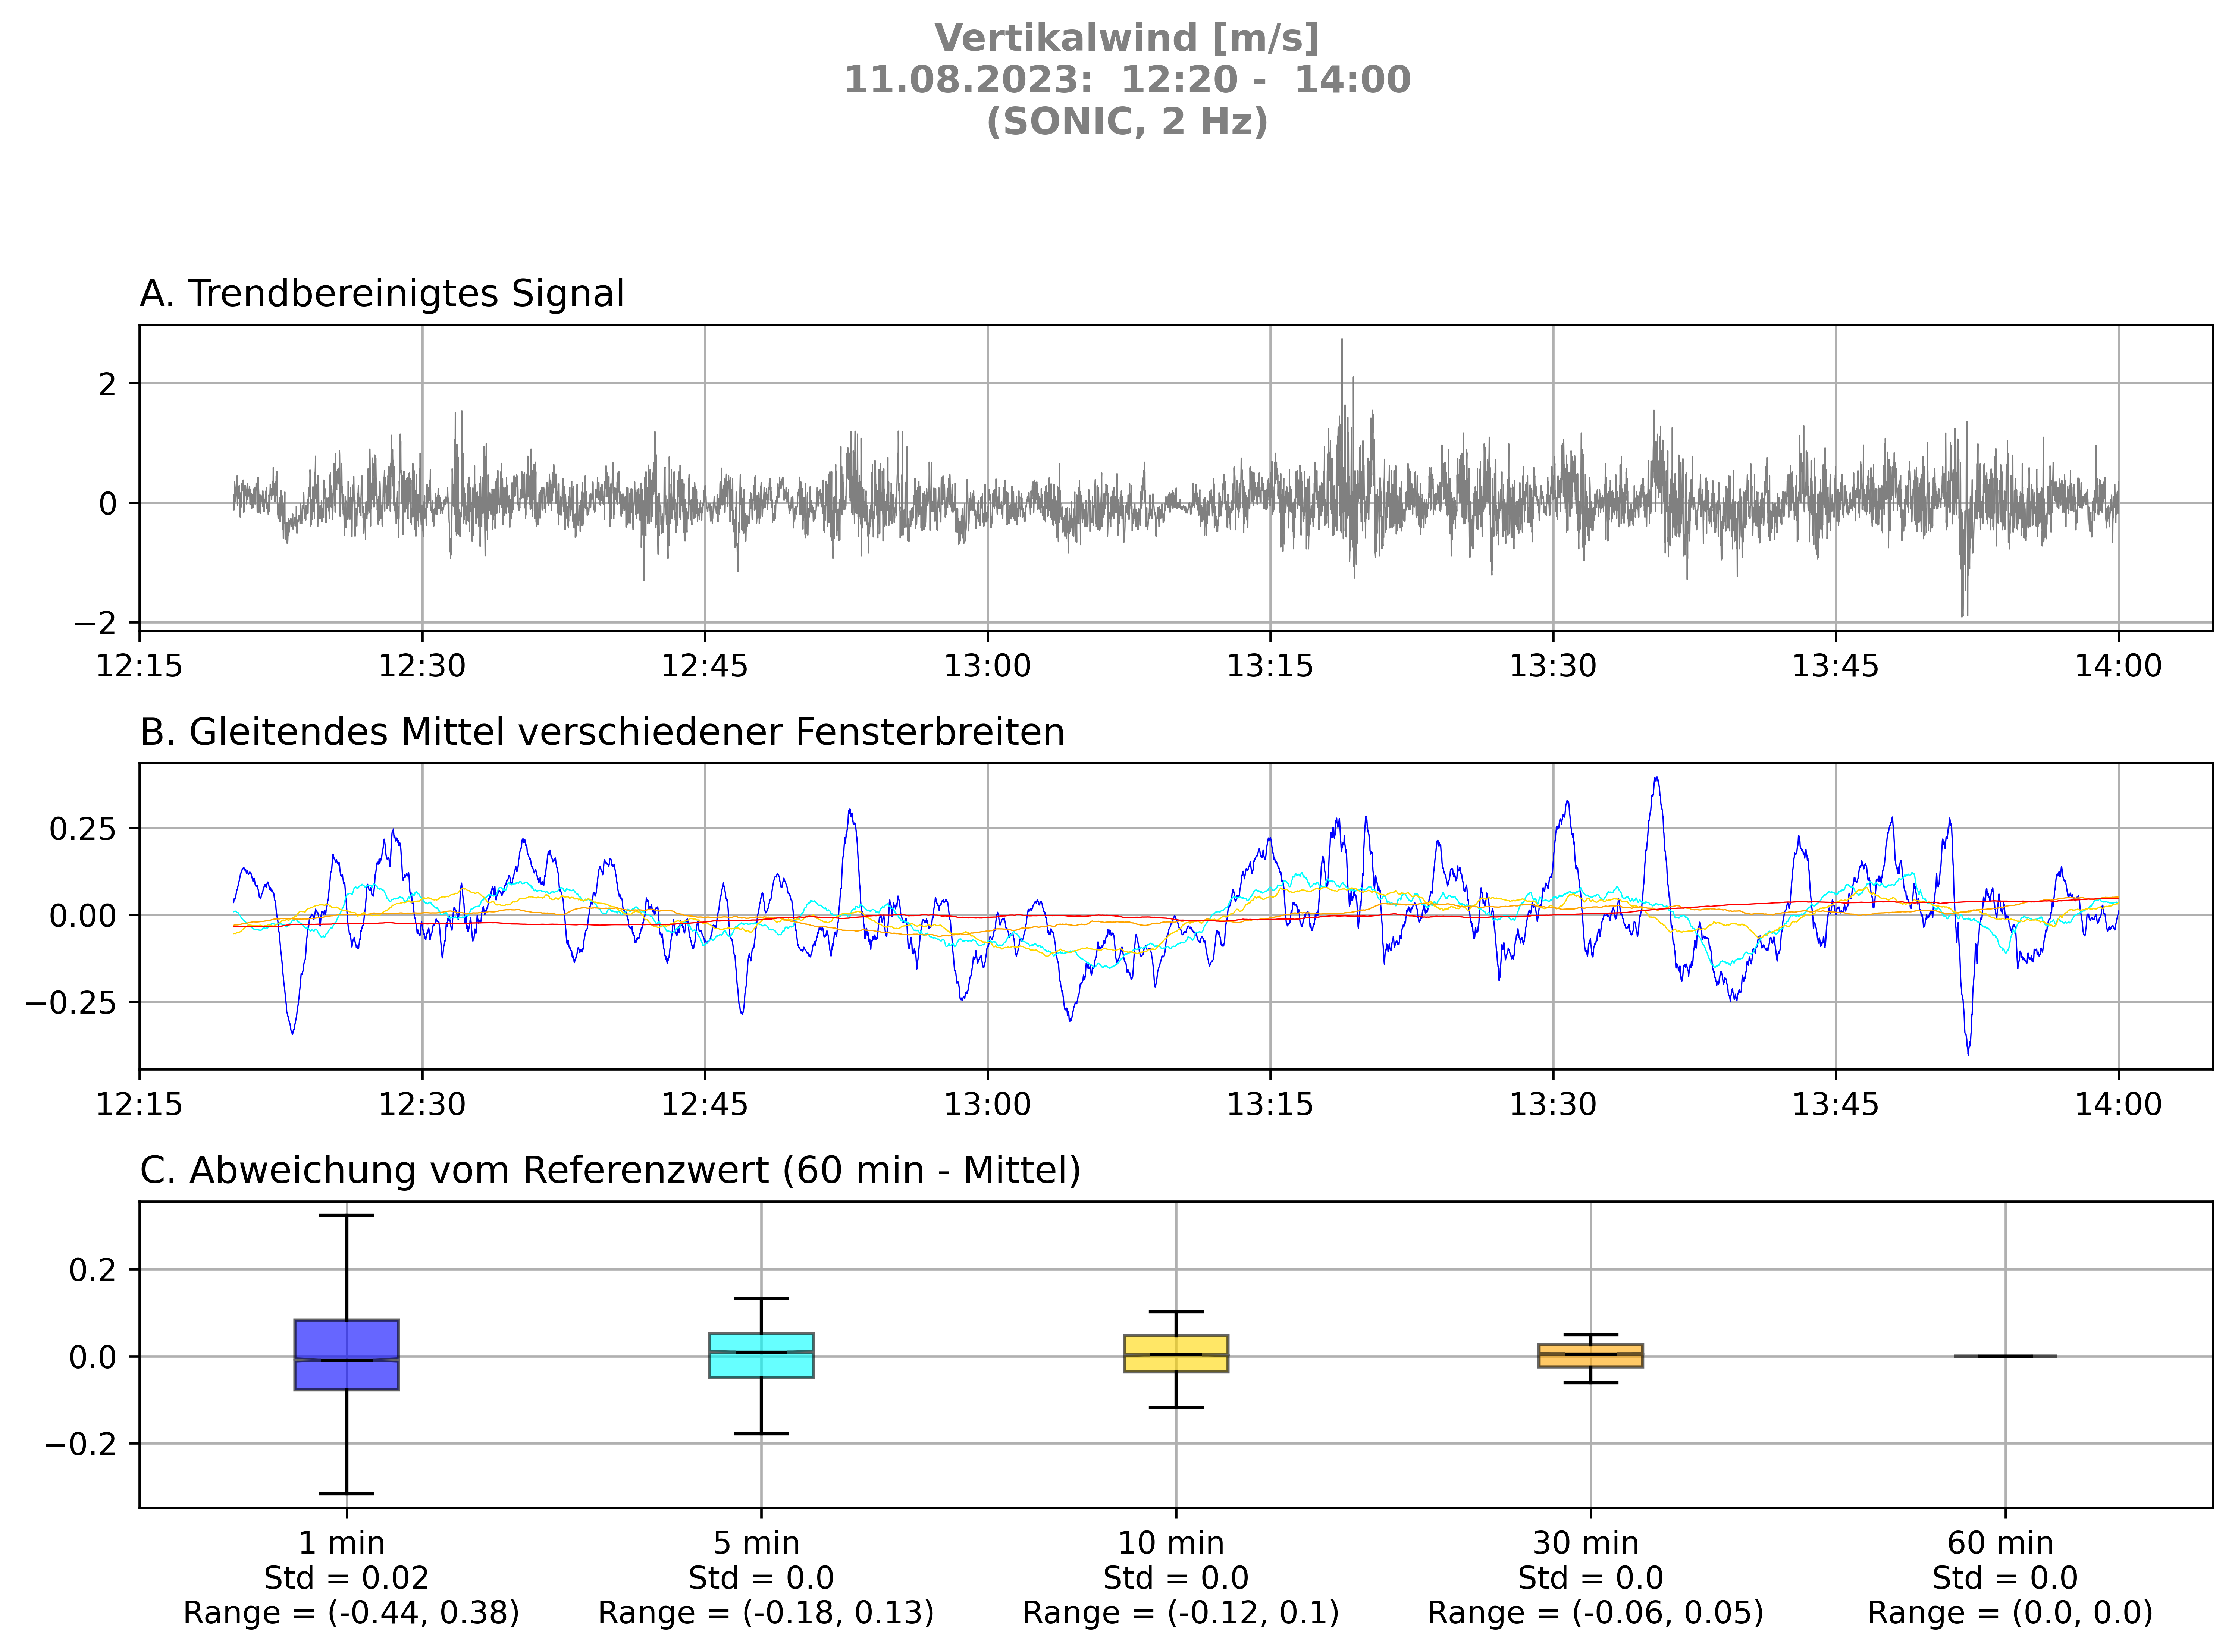 Vertikalwind [m/s]
11.08.2023:  12:20 -  14:00
(SONIC, 2 Hz)
A. Trendbereinigtes Signal
2
0
−2
12:15 12:30 12:45 13:00 13:15 13:30 13:45 14:00
B. Gleitendes Mittel verschiedener Fensterbreiten
0.25
0.00
−0.25
12:15 12:30 12:45 13:00 13:15 13:30 13:45 14:00
C. Abweichung vom Referenzwert (60 min - Mittel)
0.2
0.0
−0.2
1 min 5 min 10 min 30 min 60 min
Std = 0.02 Std = 0.0 Std = 0.0 Std = 0.0 Std = 0.0
Range = (-0.44, 0.38) Range = (-0.18, 0.13) Range = (-0.12, 0.1) Range = (-0.06, 0.05) Range = (0.0, 0.0)